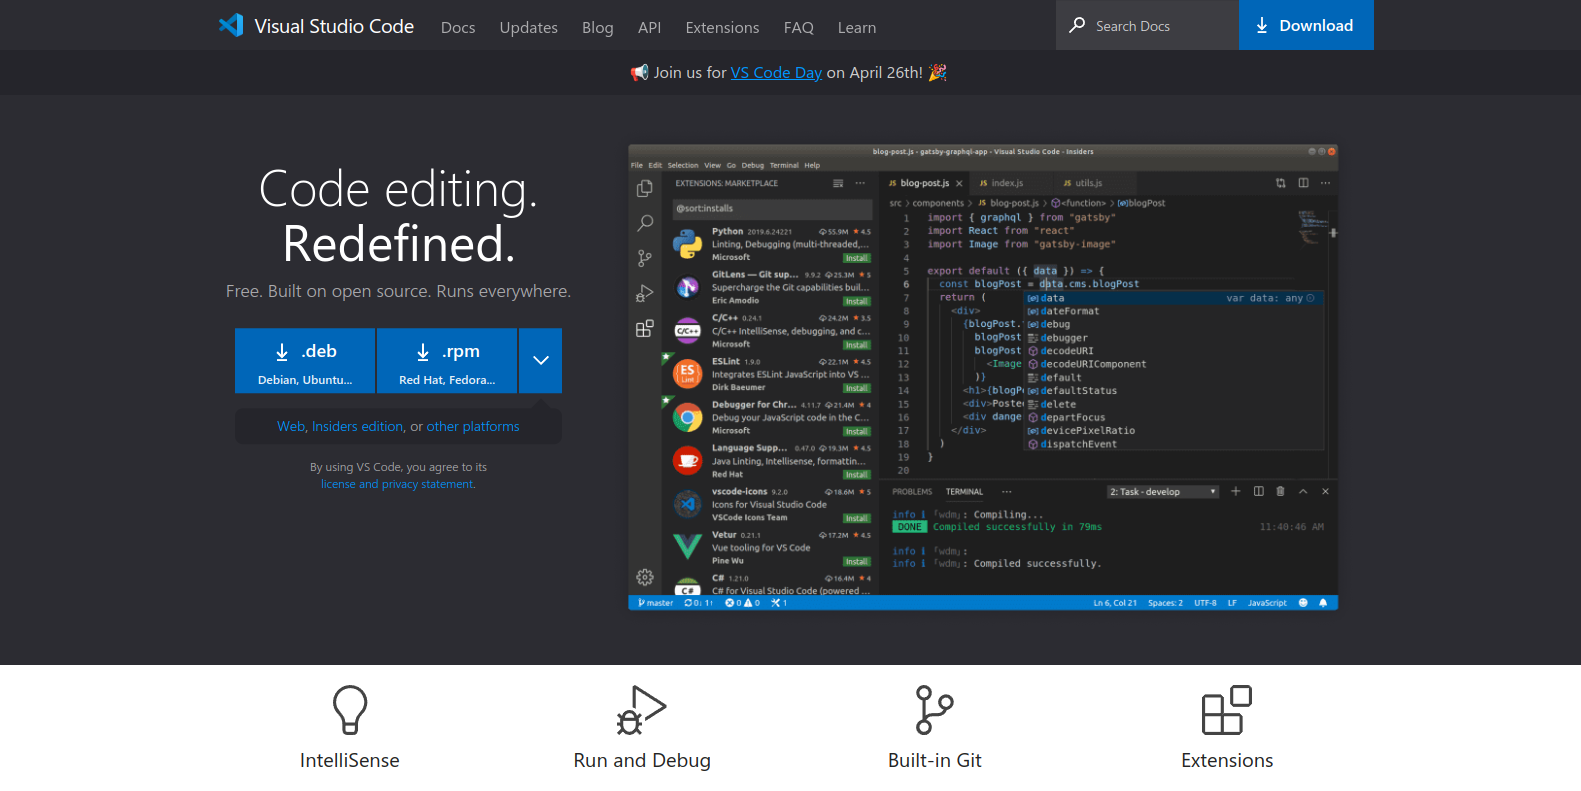 Visual Studio Code Docs Updates Blog API Extensions FAQ Learn Search Docs Download
Join us for VS Code Day on April 26th!
Code editing.
Redefined.
Free. Built on open source. Runs everywhere.
.deb
Debian, Ubuntu...
.rpm
Red Hat, Fedora...
Web, Insiders edition, or other platforms
By using VS Code, you agree to its
license and privacy statement.
blog-post.js - gatsby-graphql-app - Visual Studio Code - Insiders
File Edit Selection View Go Debug Terminal Help
EXTENSIONS: MARKETPLACE
@sort:installs
Python 2019.6.24221 55.9M 4.5
Linting, Debugging (multi-threaded,...
Microsoft Install
GitLens — Git sup... 9.9.2 25.3M 5
Supercharge the Git capabilities buil...
Eric Amodio Install
C/C++ 0.24.1 24.2M 3.5
C/C++ IntelliSense, debugging, and c...
Microsoft Install
ESLint 1.9.0 22.1M 4.5
Integrates ESLint JavaScript into VS ...
Dirk Baeumer Install
Debugger for Chr... 4.11.7 21.4M 4
Debug your JavaScript code in the C...
Microsoft Install
Language Supp... 0.47.0 19.3M 4.5
Java Linting, Intellisense, formattin...
Red Hat Install
vscode-icons 9.2.0 18.6M 5
Icons for Visual Studio Code
VSCode Icons Team Install
Vetur 0.21.1 17.2M 4.5
Vue tooling for VS Code
Pine Wu Install
C# 1.21.0 16.4M 4
C# for Visual Studio Code (powered ...
JS blog-post.js JS index.js JS utils.js
src > components > JS blog-post.js > <function> > blogPost
1 import { graphql } from "gatsby"
2 import React from "react"
3 import Image from "gatsby-image"
4
5 export default ({ data }) => {
6 const blogPost = data.cms.blogPost
7 return (
8 <div>
9 {blogPost.
10 blogPost
11 blogPost
12 <Image
13 )}
14 <h1>{blogPo
15 <div>Poste
16 <div dange
17 </div>
18 )
19 }
20
data var data: any
dateFormat
debug
debugger
decodeURI
decodeURIComponent
default
defaultStatus
delete
departFocus
devicePixelRatio
dispatchEvent
PROBLEMS TERMINAL ... 2: Task - develop
info i ｢wdm｣: Compiling...
DONE Compiled successfully in 79ms 11:40:46 AM
info i ｢wdm｣:
info i ｢wdm｣: Compiled successfully.
master 0↓ 1↑ 0 0 1 Ln 6, Col 21 Spaces: 2 UTF-8 LF JavaScript
IntelliSense
Run and Debug
Built-in Git
Extensions